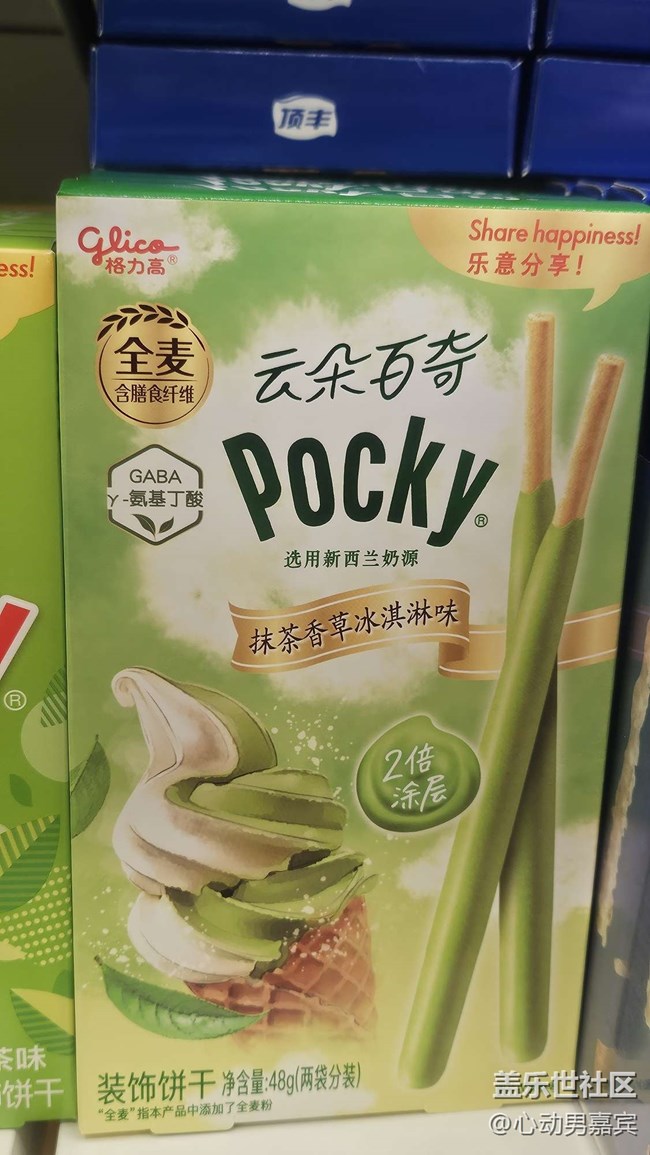 顶丰
ess!
Glico
格力高®
Share happiness!
乐意分享!
全麦
含膳食纤维
云朵百奇
GABA
γ-氨基丁酸
Pocky®
选用新西兰奶源
抹茶香草冰淇淋味
®
2倍
涂层
茶味
饼干
装饰饼干 净含量:48g(两袋分装)
“全麦”指本产品中添加了全麦粉
盖乐世社区
@心动男嘉宾